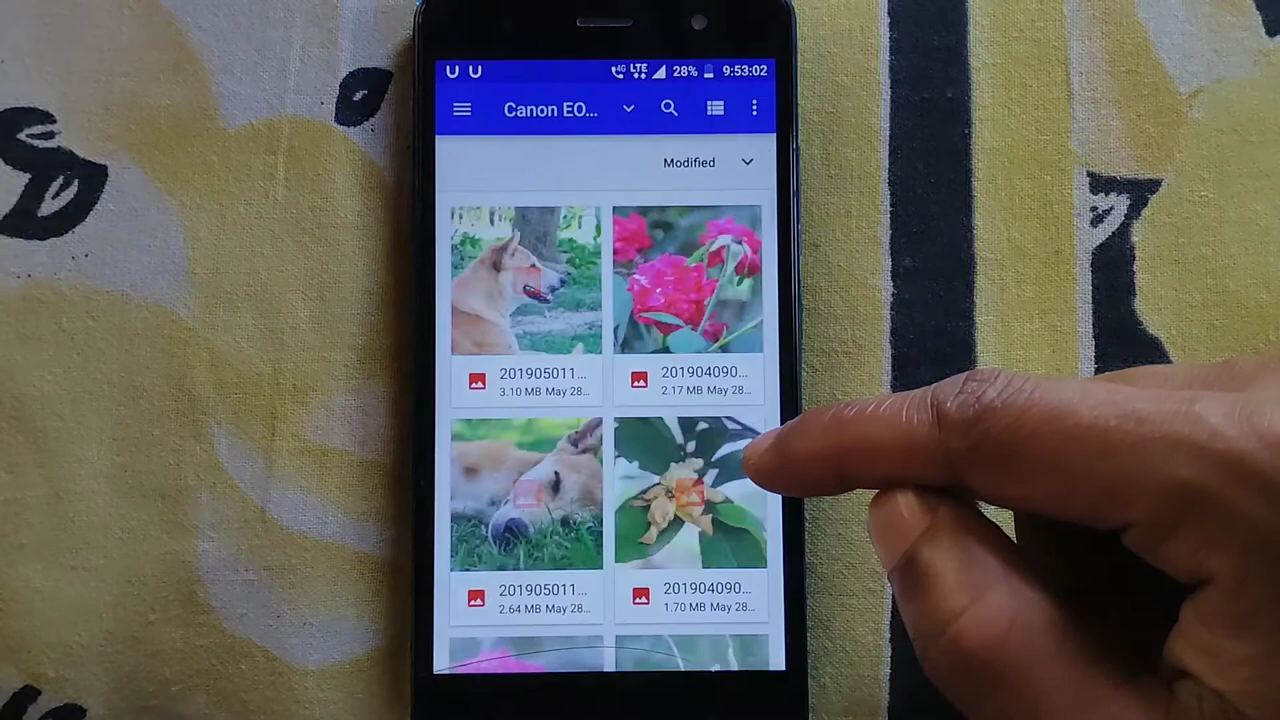 4G LTE 28% 9:53:02
Canon EO...
Modified
201905011...
3.10 MB May 28...
201904090...
2.17 MB May 28...
201905011...
2.64 MB May 28...
201904090...
1.70 MB May 28...